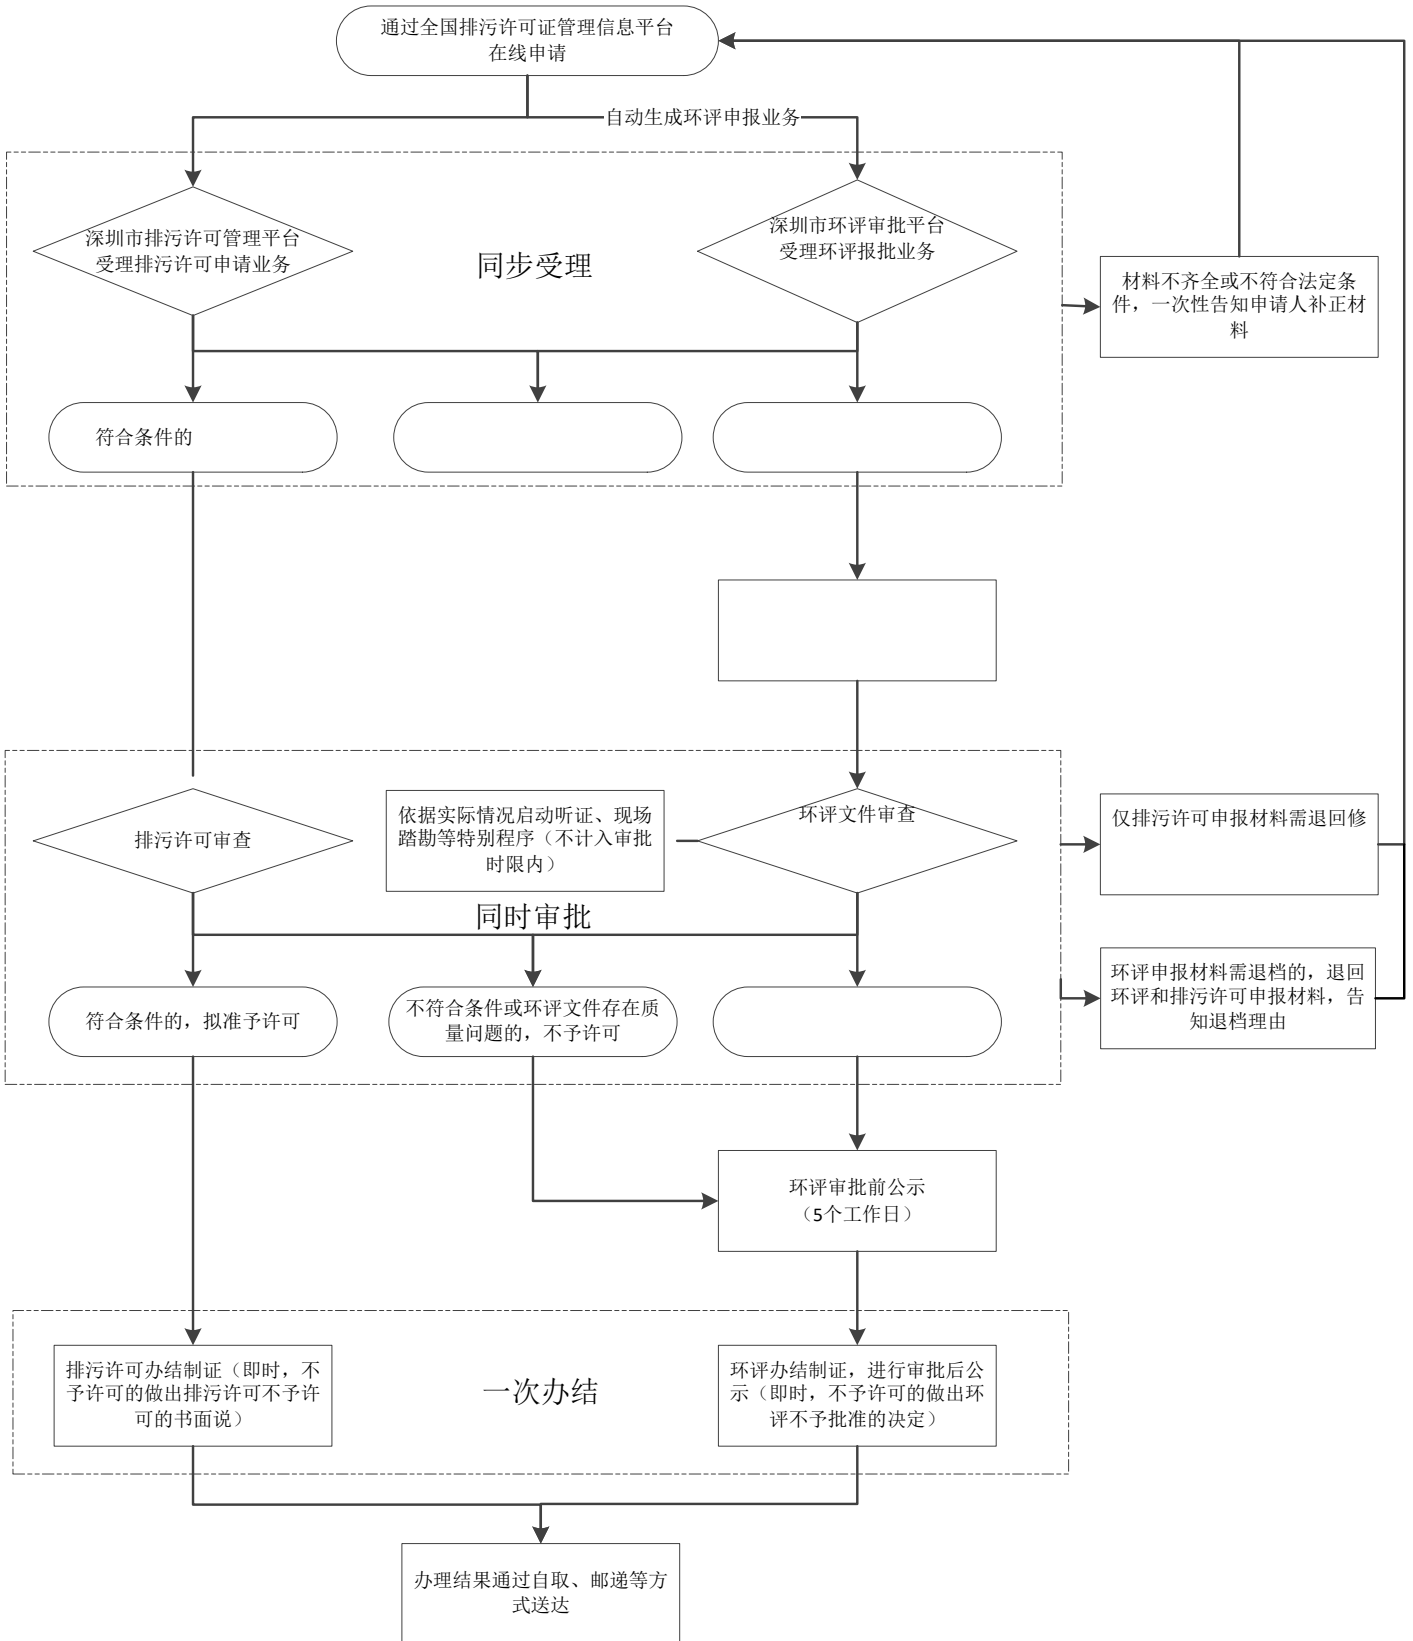 通过全国排污许可证管理信息平台
在线申请
自动生成环评申报业务
深圳市排污许可管理平台
受理排污许可申请业务
同步受理
深圳市环评审批平台
受理环评报批业务
材料不齐全或不符合法定条
件，一次性告知申请人补正材
料
符合条件的
排污许可审查
依据实际情况启动听证、现场
踏勘等特别程序（不计入审批
时限内）
环评文件审查
仅排污许可申报材料需退回修
同时审批
符合条件的，拟准予许可
不符合条件或环评文件存在质
量问题的，不予许可
环评申报材料需退档的，退回
环评和排污许可申报材料，告
知退档理由
环评审批前公示
（5个工作日）
排污许可办结制证（即时，不
予许可的做出排污许可不予许
可的书面说）
一次办结
环评办结制证，进行审批后公
示（即时，不予许可的做出环
评不予批准的决定）
办理结果通过自取、邮递等方
式送达